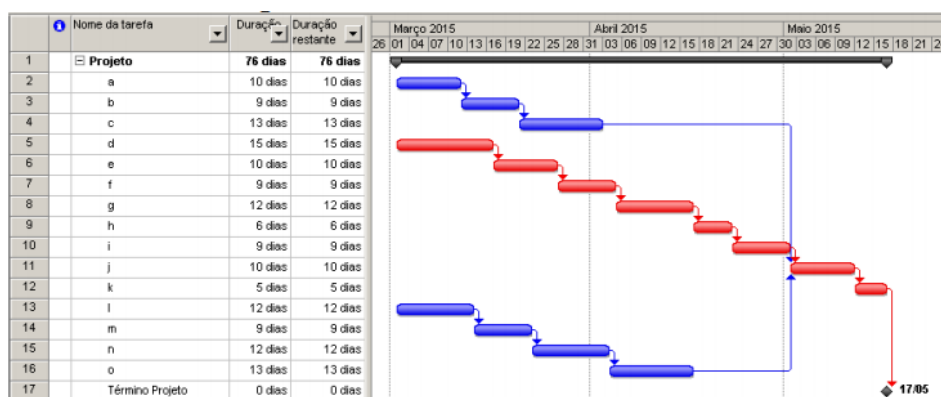 Nome da tarefa Duração Duração restante Março 2015 Abril 2015 Maio 2015
26 01 04 07 10 13 16 19 22 25 28 31 03 06 09 12 15 18 21 24 27 30 03 06 09 12 15 18 21
1 Projeto 76 dias 76 dias
2 a 10 dias 10 dias
3 b 9 dias 9 dias
4 c 13 dias 13 dias
5 d 15 dias 15 dias
6 e 10 dias 10 dias
7 f 9 dias 9 dias
8 g 12 dias 12 dias
9 h 6 dias 6 dias
10 i 9 dias 9 dias
11 j 10 dias 10 dias
12 k 5 dias 5 dias
13 l 12 dias 12 dias
14 m 9 dias 9 dias
15 n 12 dias 12 dias
16 o 13 dias 13 dias
17 Término Projeto 0 dias 0 dias 17/05